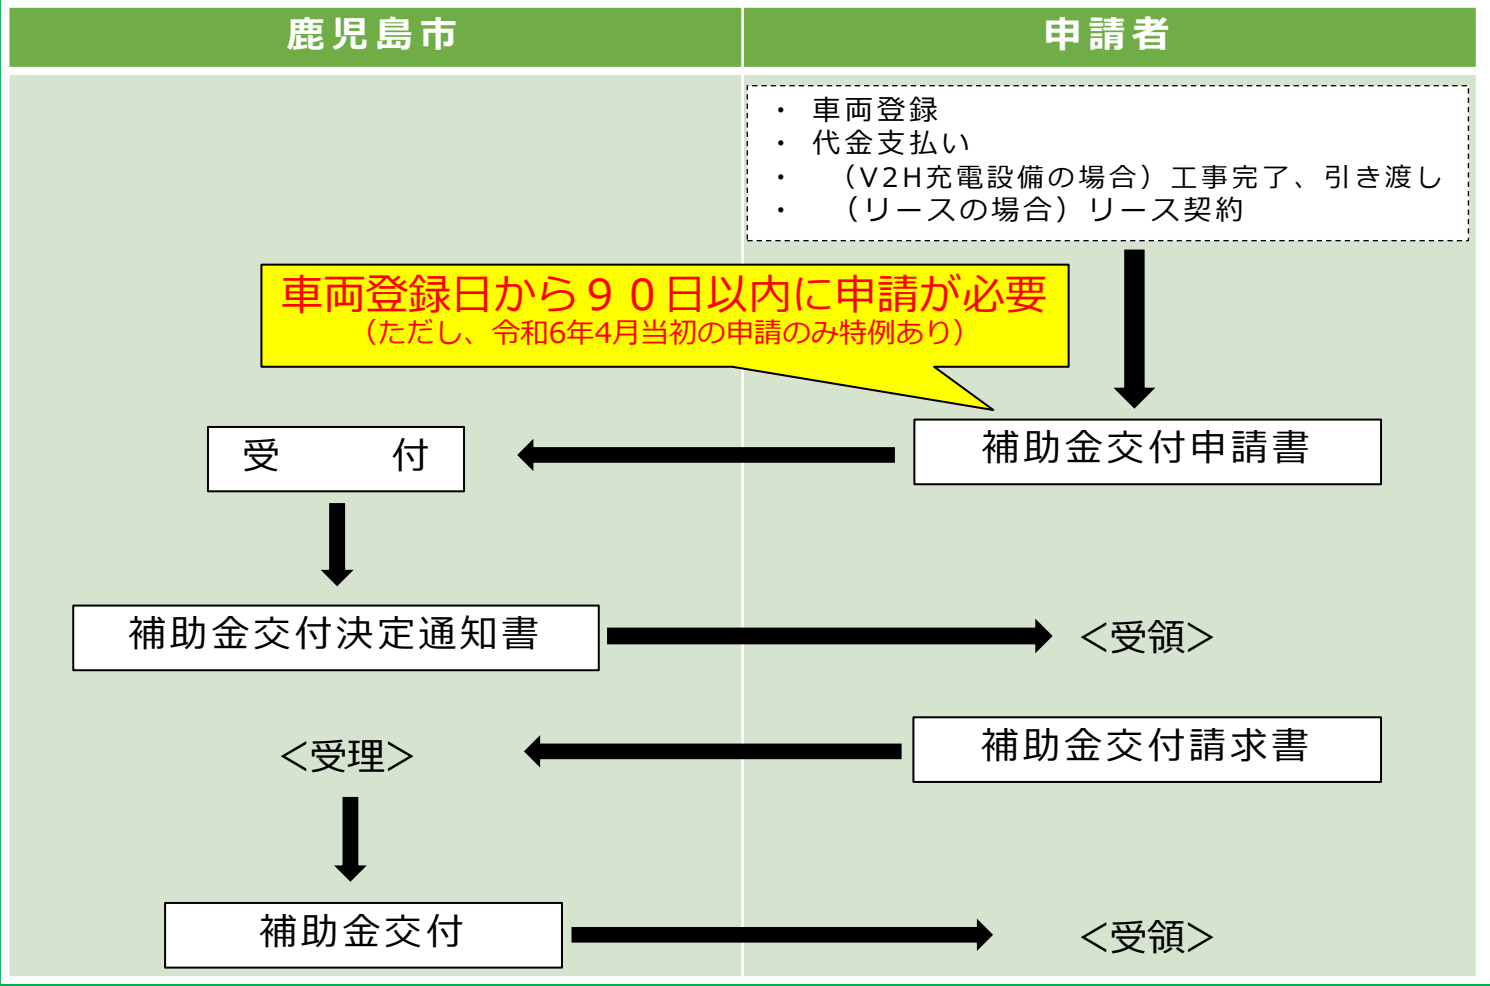 鹿児島市
申請者
・ 車両登録
・ 代金支払い
・ （V2H充電設備の場合）工事完了、引き渡し
・ （リースの場合）リース契約
車両登録日から９０日以内に申請が必要
（ただし、令和6年4月当初の申請のみ特例あり）
補助金交付申請書
受　　付
補助金交付決定通知書
＜受領＞
補助金交付請求書
＜受理＞
補助金交付
＜受領＞